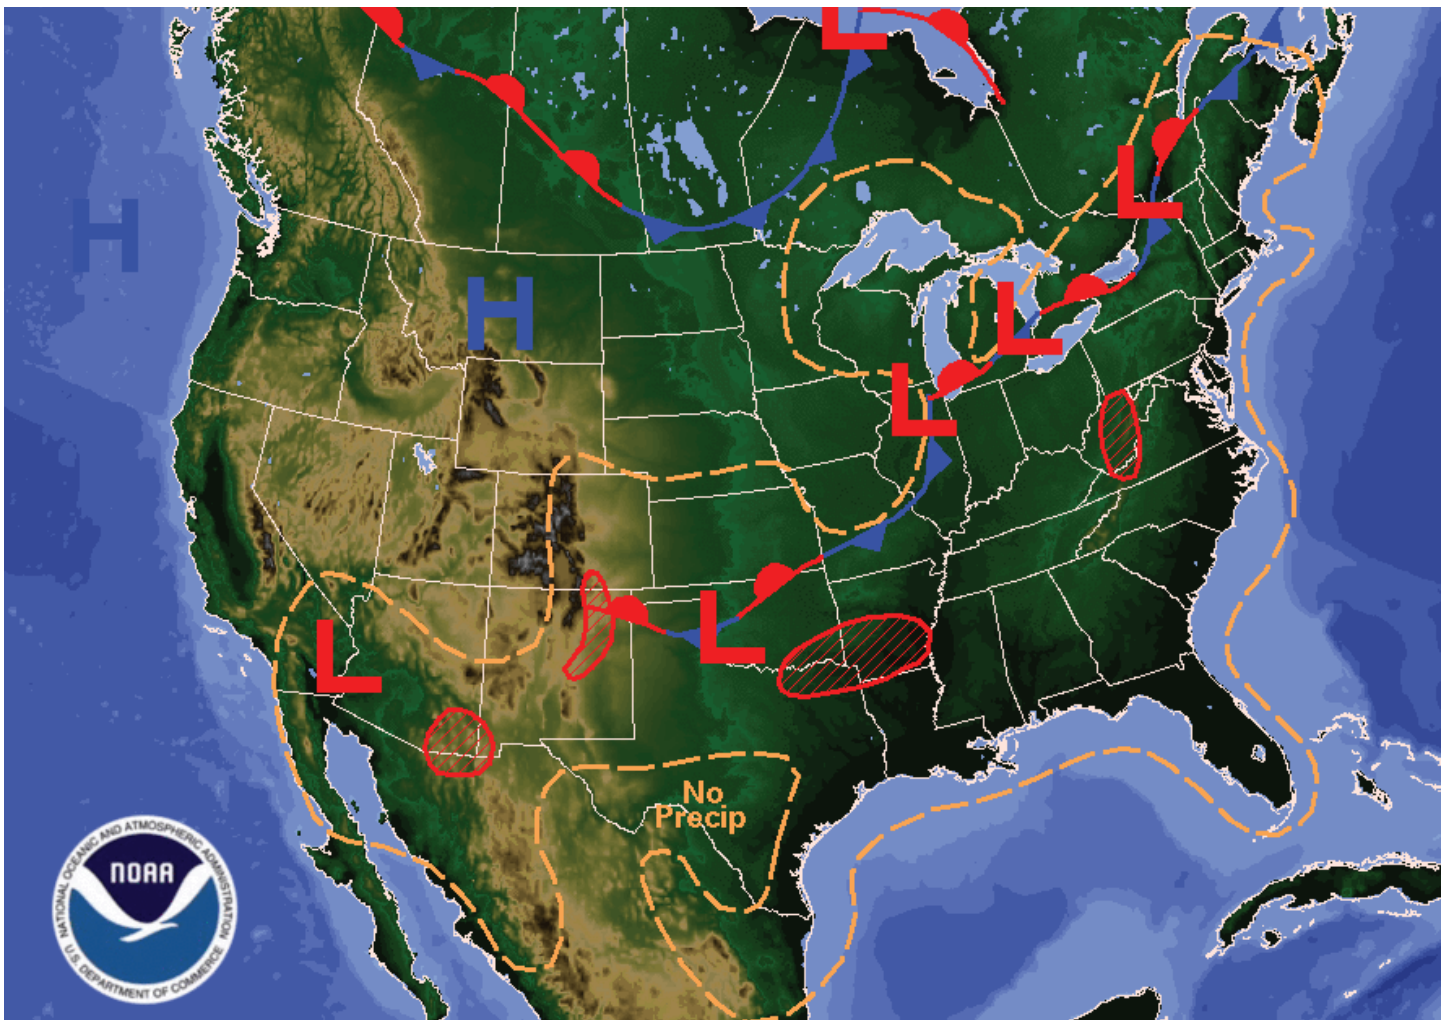 L
L
H
H
L
L
L
L
No
Precip
NATIONAL OCEANIC AND ATMOSPHERIC ADMINISTRATION
NOAA
U.S. DEPARTMENT OF COMMERCE